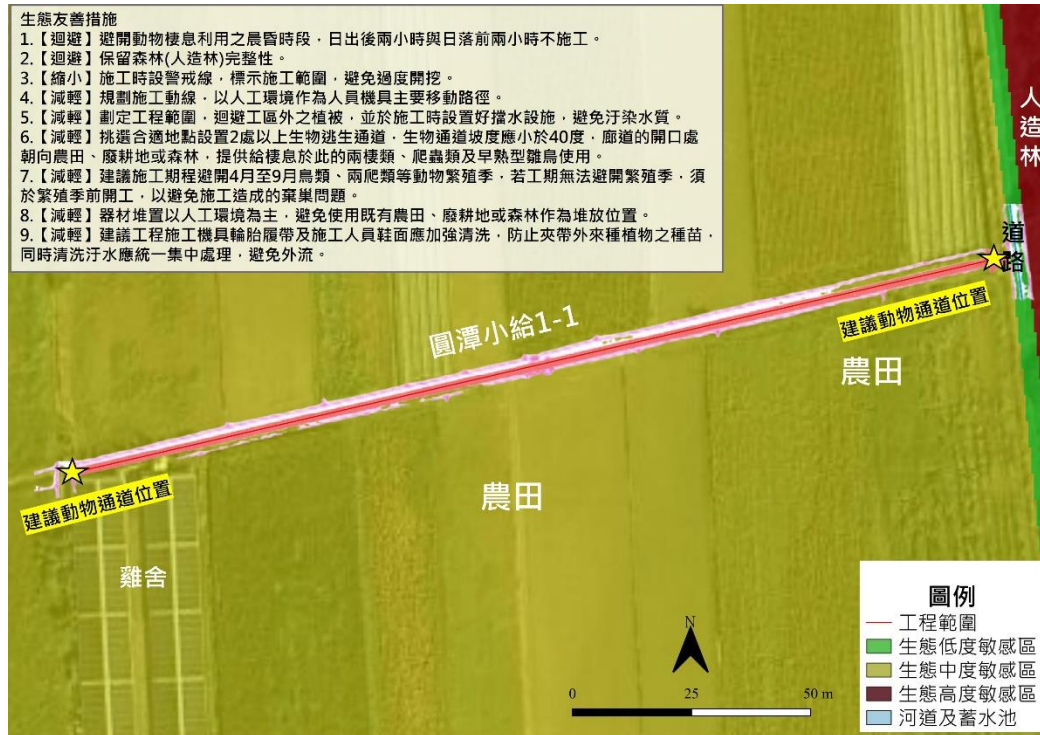 生態友善措施
1.【迴避】避開動物棲息利用之晨昏時段，日出後兩小時與日落前兩小時不施工。
2.【迴避】保留森林(人造林)完整性。
3.【縮小】施工時設警戒線，標示施工範圍，避免過度開挖。
4.【減輕】規劃施工動線，以人工環境作為人員機具主要移動路徑。
5.【減輕】劃定工程範圍，迴避工區外之植被，並於施工時設置好擋水設施，避免汙染水質。
6.【減輕】挑選合適地點設置2處以上生物逃生通道，生物通道坡度應小於40度，廊道的開口處
朝向農田、廢耕地或森林，提供給棲息於此的兩棲類、爬蟲類及早熟型雛鳥使用。
7.【減輕】建議施工期程避開4月至9月鳥類、兩爬類等動物繁殖季，若工期無法避開繁殖季，須
於繁殖季前開工，以避免施工造成的棄巢問題。
8.【減輕】器材堆置以人工環境為主，避免使用既有農田、廢耕地或森林作為堆放位置。
9.【減輕】建議工程施工機具輪胎履帶及施工人員鞋面應加強清洗，防止夾帶外來種植物之種苗，
同時清洗汙水應統一集中處理，避免外流。
人造林
道路
建議動物通道位置
圓潭小給1-1
農田
農田
建議動物通道位置
雞舍
圖例
工程範圍
生態低度敏感區
生態中度敏感區
生態高度敏感區
河道及蓄水池
N
0 25 50 m